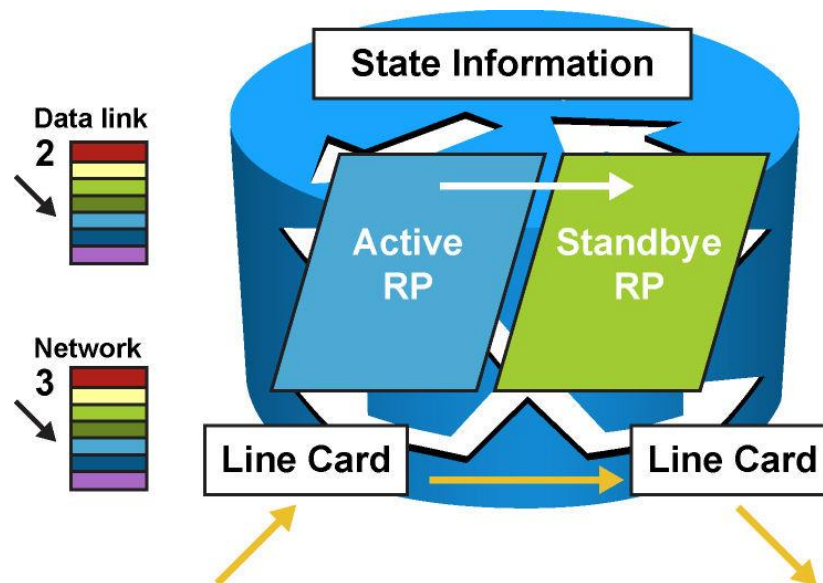 State Information
Data link
2
Active
RP
Standbye
RP
Network
3
Line Card
Line Card